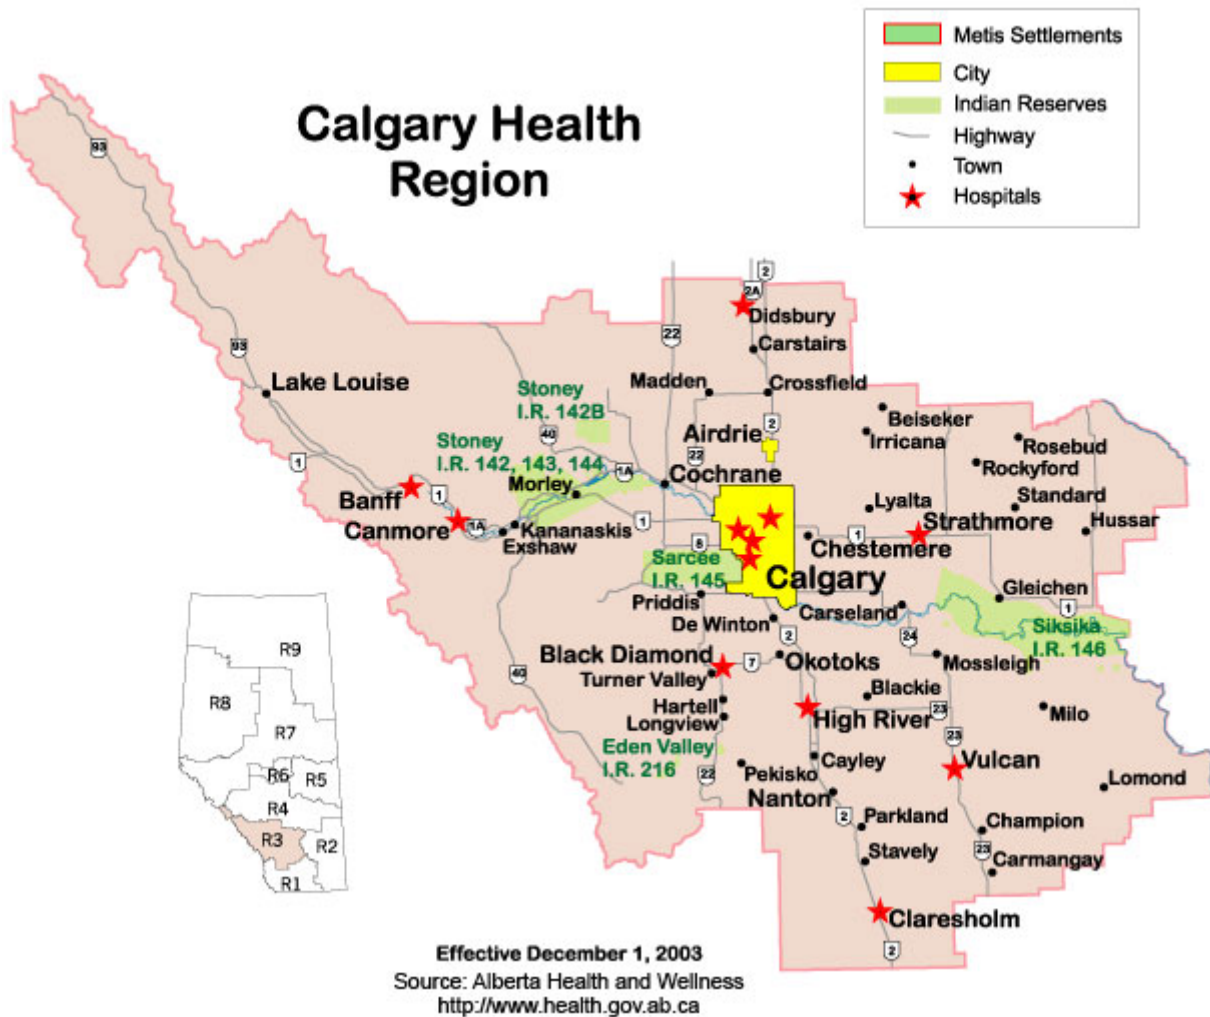 Calgary Health
Region
Metis Settlements
City
Indian Reserves
Highway
Town
Hospitals
93
2
2A
Didsbury
22
93
Carstairs
Lake Louise
Stoney
I.R. 142B
Madden
Crossfield
Beiseker
40
2
Airdrie
Irricana
Rosebud
Stoney
I.R. 142, 143, 144
1
1A
22
Cochrane
Rockyford
Morley
Banff
1
Lyalta
Standard
Canmore
1A
Kananaskis
1
Strathmore
Hussar
Exshaw
8
1
Chestemere
Sarcee
I.R. 145
Calgary
Gleichen
Priddis
Carseland
1
De Winton
2
24
Siksika
I.R. 146
Black Diamond
7
Okotoks
Mossleigh
40
Turner Valley
Blackie
Hartell
High River
23
Milo
Longview
23
Eden Valley
I.R. 216
Cayley
Vulcan
22
Pekisko
Lomond
Nanton
2
Parkland
Champion
Stavely
23
Carmangay
Claresholm
2
R9
R8
R7
R6
R5
R4
R3
R2
R1
Effective December 1, 2003
Source: Alberta Health and Wellness
http://www.health.gov.ab.ca